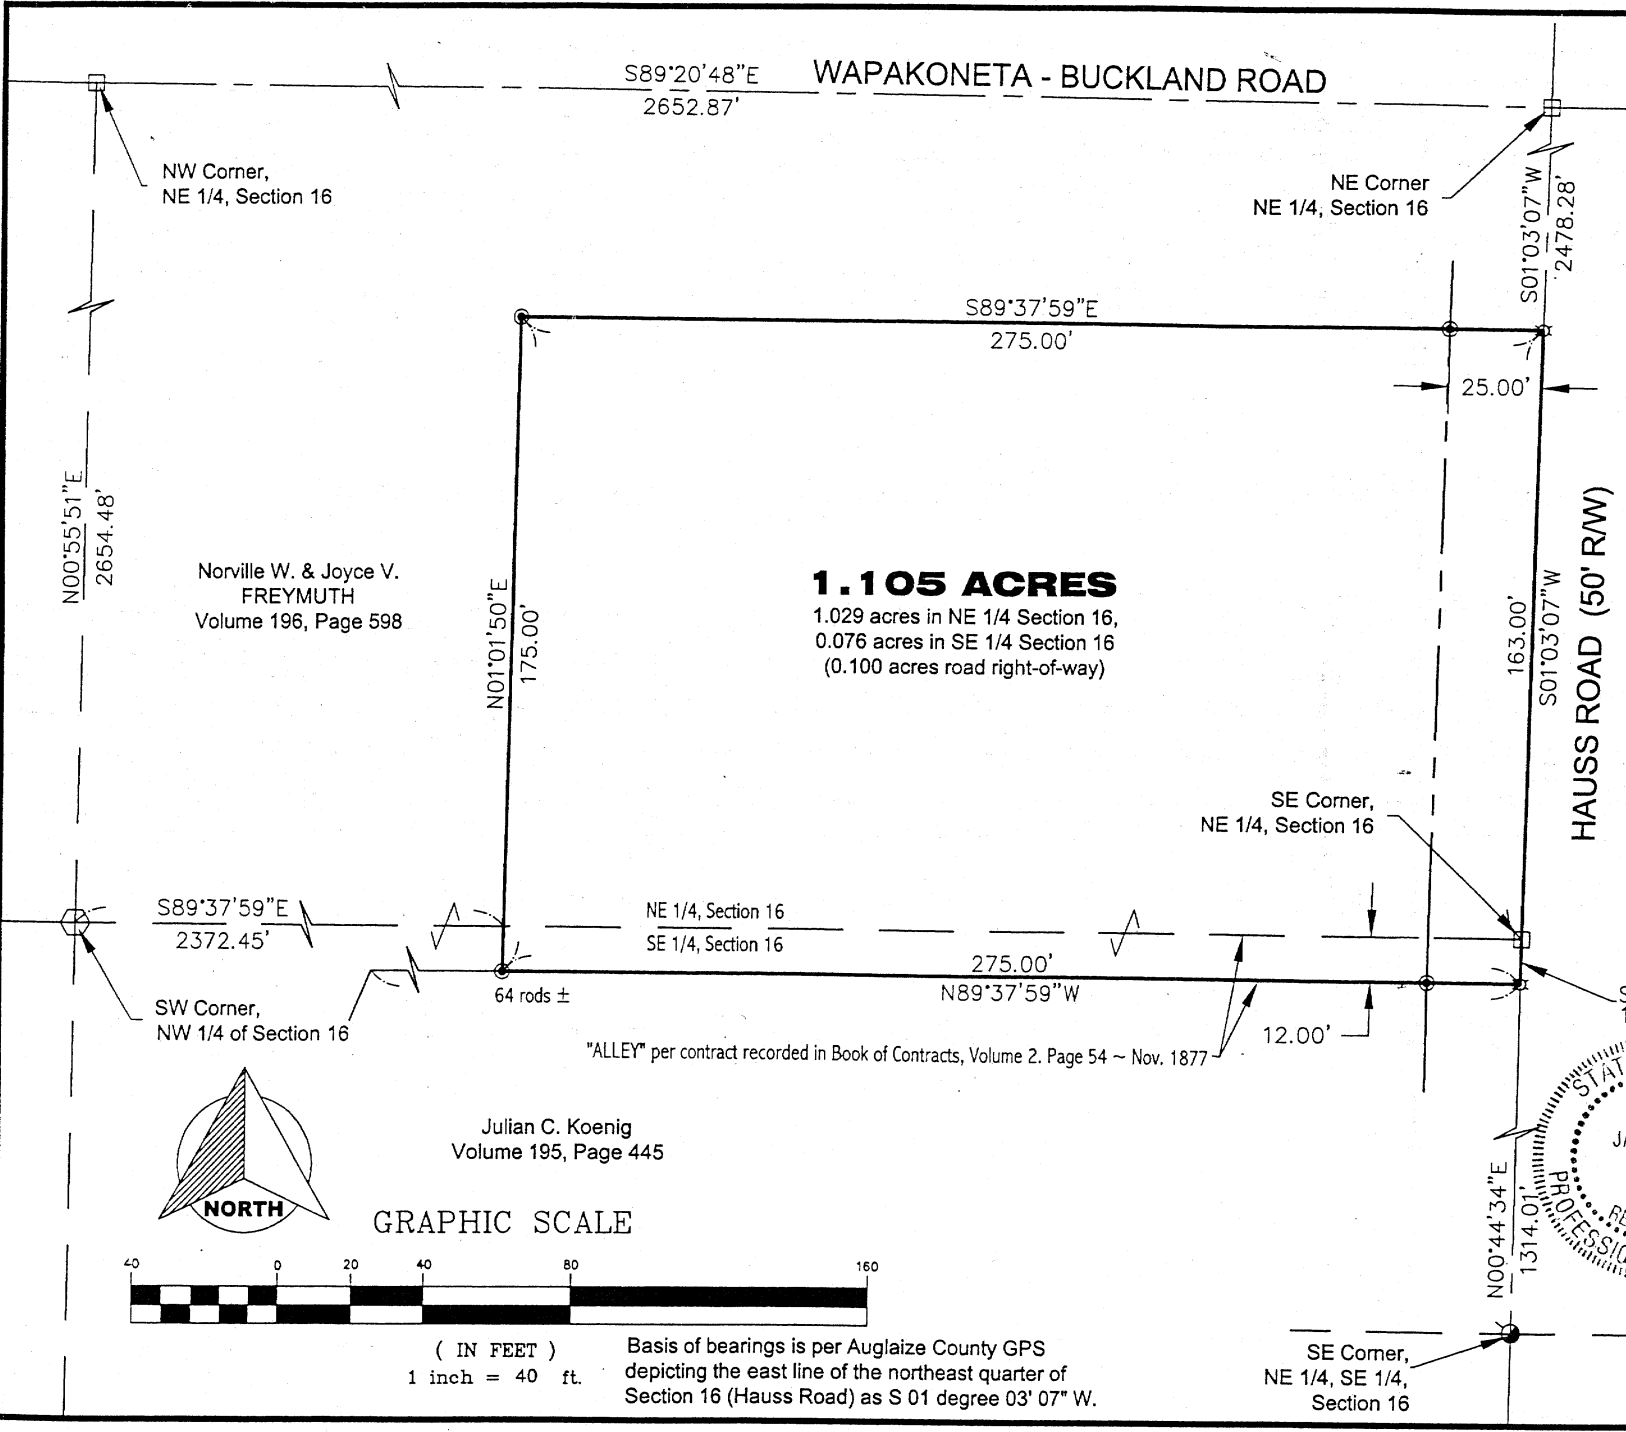 S89°20'48"E
WAPAKONETA - BUCKLAND ROAD
2652.87'
NW Corner,
NE 1/4, Section 16
NE Corner
NE 1/4, Section 16
S01°03'07"W
2478.28'
S89°37'59"E
275.00'
25.00'
N00°55'51"E
2654.48'
Norville W. & Joyce V.
FREYMUTH
Volume 196, Page 598
N01°01'50"E
175.00'
1.105 ACRES
1.029 acres in NE 1/4 Section 16,
0.076 acres in SE 1/4 Section 16
(0.100 acres road right-of-way)
163.00'
S01°03'07"W
HAUSS ROAD (50' R/W)
SE Corner,
NE 1/4, Section 16
S89°37'59"E
2372.45'
NE 1/4, Section 16
SE 1/4, Section 16
275.00'
N89°37'59"W
64 rods ±
SW Corner,
NW 1/4 of Section 16
12.00'
"ALLEY" per contract recorded in Book of Contracts, Volume 2. Page 54 ~ Nov. 1877
Julian C. Koenig
Volume 195, Page 445
NORTH
GRAPHIC SCALE
40 0 20 40 80 160
( IN FEET )
1 inch = 40 ft.
Basis of bearings is per Auglaize County GPS
depicting the east line of the northeast quarter of
Section 16 (Hauss Road) as S 01 degree 03' 07" W.
N00°44'34"E
1314.01'
SE Corner,
NE 1/4, SE 1/4,
Section 16